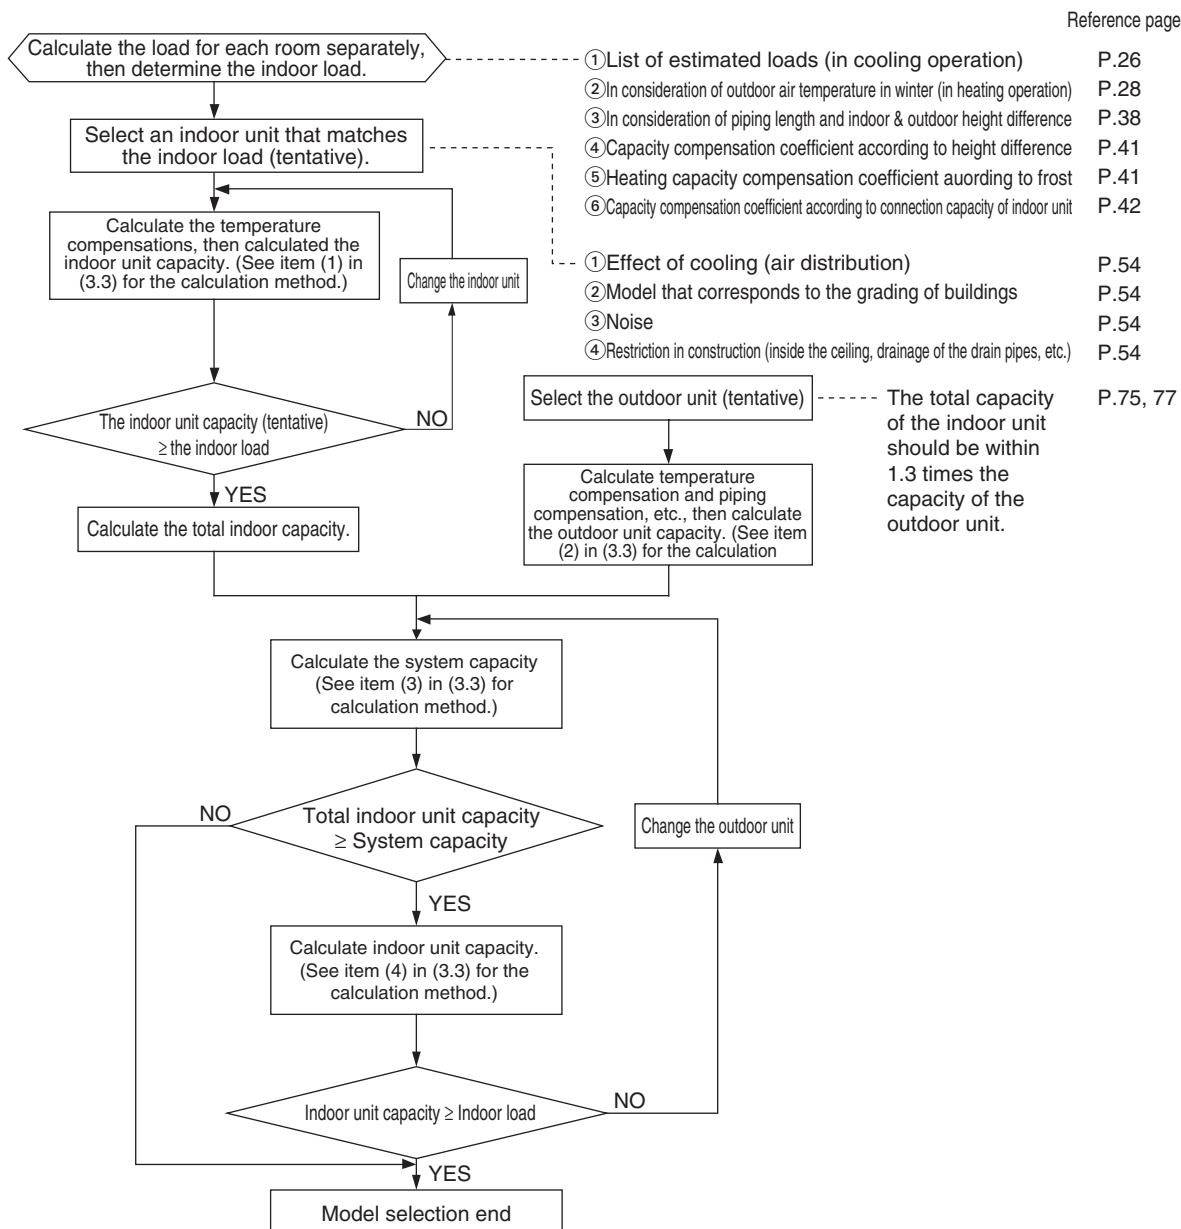 Reference page
Calculate the load for each room separately,
then determine the indoor load.
①List of estimated loads (in cooling operation) P.26
②In consideration of outdoor air temperature in winter (in heating operation) P.28
③In consideration of piping length and indoor & outdoor height difference P.38
④Capacity compensation coefficient according to height difference P.41
⑤Heating capacity compensation coefficient auording to frost P.41
⑥Capacity compensation coefficient according to connection capacity of indoor unit P.42
Select an indoor unit that matches
the indoor load (tentative).
①Effect of cooling (air distribution) P.54
②Model that corresponds to the grading of buildings P.54
③Noise P.54
④Restriction in construction (inside the ceiling, drainage of the drain pipes, etc.) P.54
Calculate the temperature
compensations, then calculated the
indoor unit capacity. (See item (1) in
(3.3) for the calculation method.)
Change the indoor unit
The indoor unit capacity (tentative)
≥ the indoor load
NO
YES
Calculate the total indoor capacity.
Select the outdoor unit (tentative)
The total capacity P.75, 77
of the indoor unit
should be within
1.3 times the
capacity of the
outdoor unit.
Calculate temperature
compensation and piping
compensation, etc., then calculate
the outdoor unit capacity. (See item
(2) in (3.3) for the calculation
Calculate the system capacity
(See item (3) in (3.3) for
calculation method.)
NO
Total indoor unit capacity
≥ System capacity
Change the outdoor unit
YES
Calculate indoor unit capacity.
(See item (4) in (3.3) for the
calculation method.)
Indoor unit capacity ≥ Indoor load
NO
YES
Model selection end